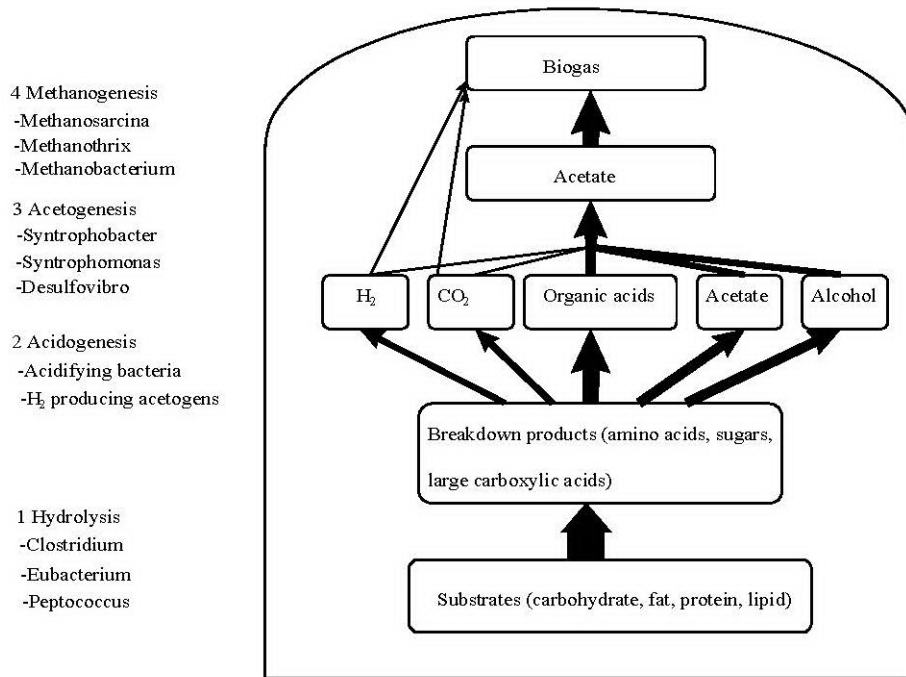 4 Methanogenesis
-Methanosarcina
-Methanothrix
-Methanobacterium
3 Acetogenesis
-Syntrophobacter
-Syntrophomonas
-Desulfovibro
2 Acidogenesis
-Acidifying bacteria
-H₂ producing acetogens
1 Hydrolysis
-Clostridium
-Eubacterium
-Peptococcus
Biogas
Acetate
H₂
CO₂
Organic acids
Acetate
Alcohol
Breakdown products (amino acids, sugars,
large carboxylic acids)
Substrates (carbohydrate, fat, protein, lipid)